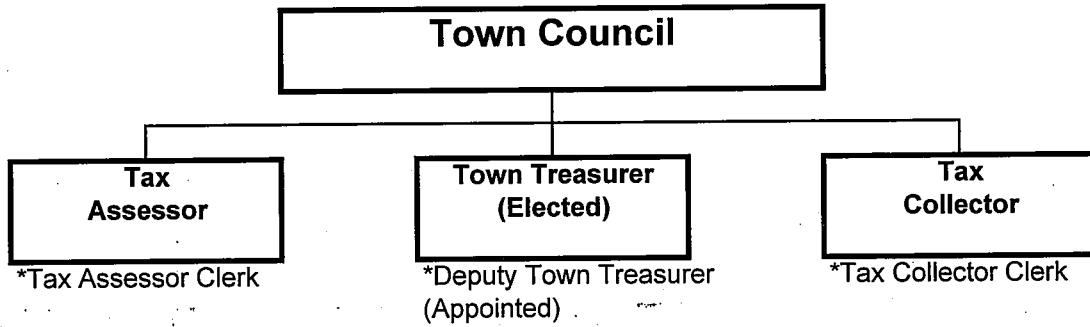 Town Council
Tax
Assessor
*Tax Assessor Clerk
Town Treasurer
(Elected)
*Deputy Town Treasurer
(Appointed)
Tax
Collector
*Tax Collector Clerk